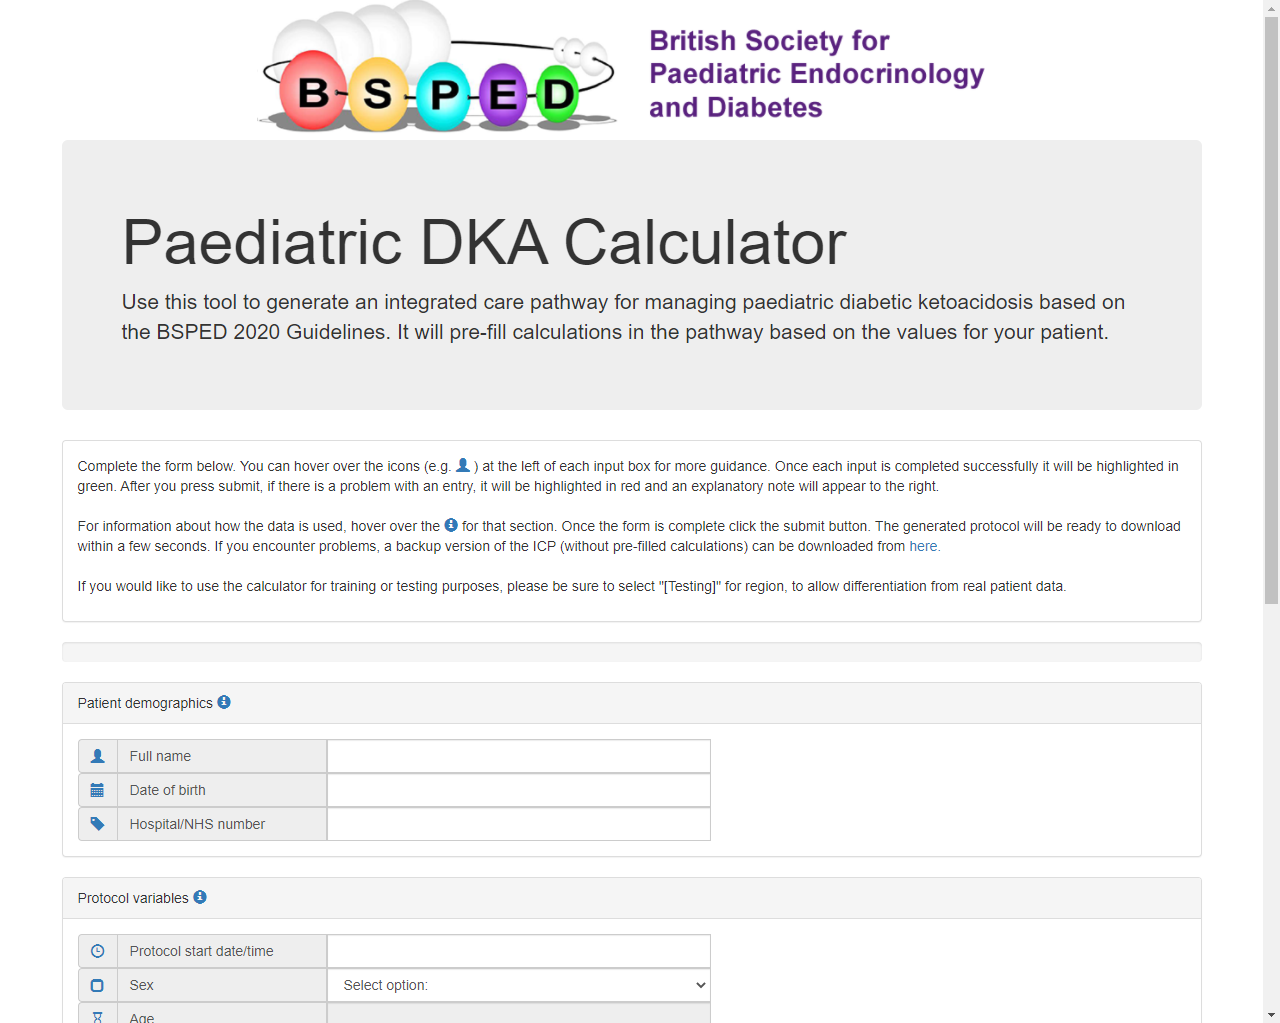 B-S-P-E-D
British Society for
Paediatric Endocrinology
and Diabetes
Paediatric DKA Calculator
Use this tool to generate an integrated care pathway for managing paediatric diabetic ketoacidosis based on
the BSPED 2020 Guidelines. It will pre-fill calculations in the pathway based on the values for your patient.
Complete the form below. You can hover over the icons (e.g. ) at the left of each input box for more guidance. Once each input is completed successfully it will be highlighted in
green. After you press submit, if there is a problem with an entry, it will be highlighted in red and an explanatory note will appear to the right.
For information about how the data is used, hover over the for that section. Once the form is complete click the submit button. The generated protocol will be ready to download
within a few seconds. If you encounter problems, a backup version of the ICP (without pre-filled calculations) can be downloaded from here.
If you would like to use the calculator for training or testing purposes, please be sure to select "[Testing]" for region, to allow differentiation from real patient data.
Patient demographics
Full name
Date of birth
Hospital/NHS number
Protocol variables
Protocol start date/time
Sex Select option:
Age